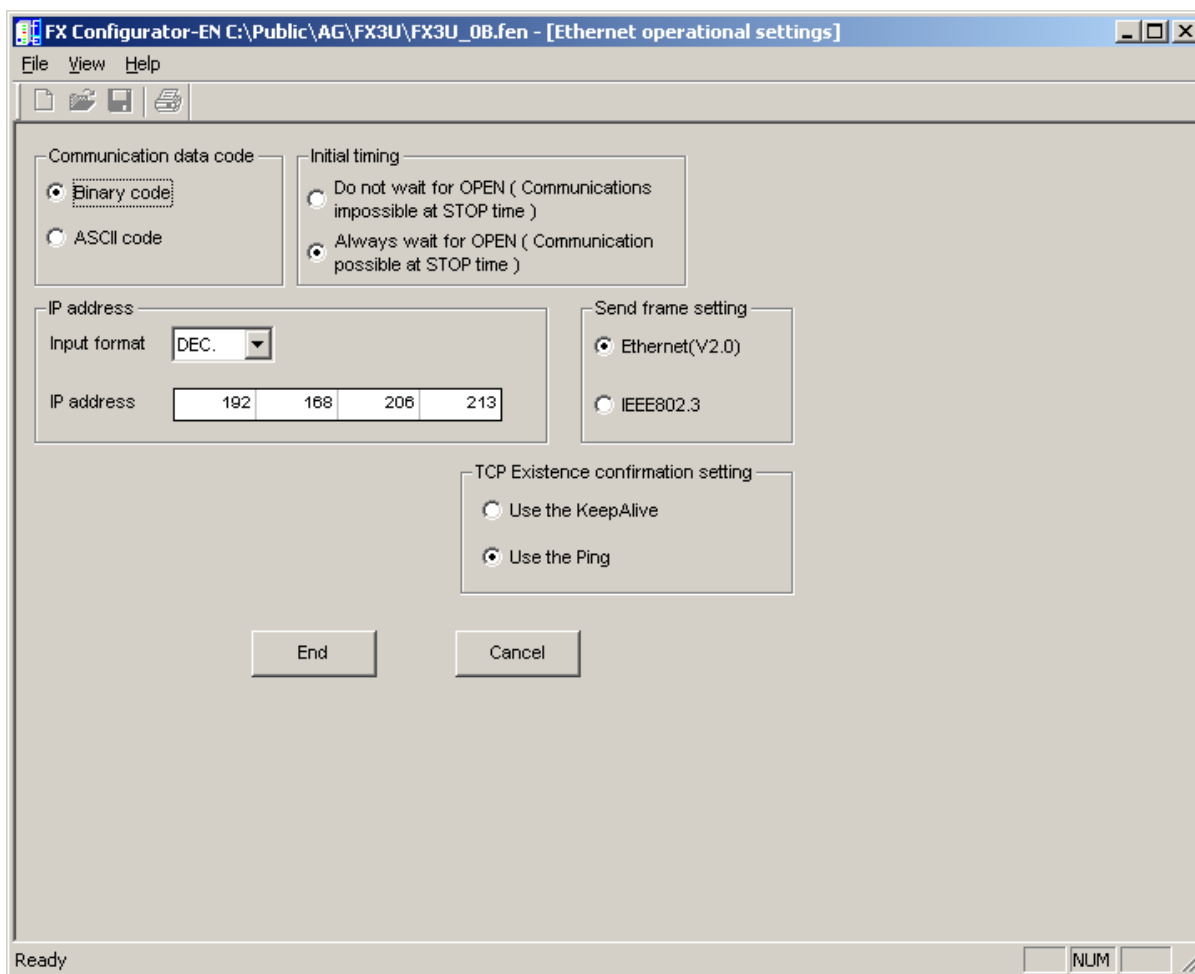 FX Configurator-EN C:\Public\AG\FX3U\FX3U_0B.fen - [Ethernet operational settings]
File View Help
Communication data code
Binary code
ASCII code
Initial timing
Do not wait for OPEN ( Communications
impossible at STOP time )
Always wait for OPEN ( Communication
possible at STOP time )
IP address
Input format DEC.
IP address 192 168 206 213
Send frame setting
Ethernet(V2.0)
IEEE802.3
TCP Existence confirmation setting
Use the KeepAlive
Use the Ping
End Cancel
Ready NUM